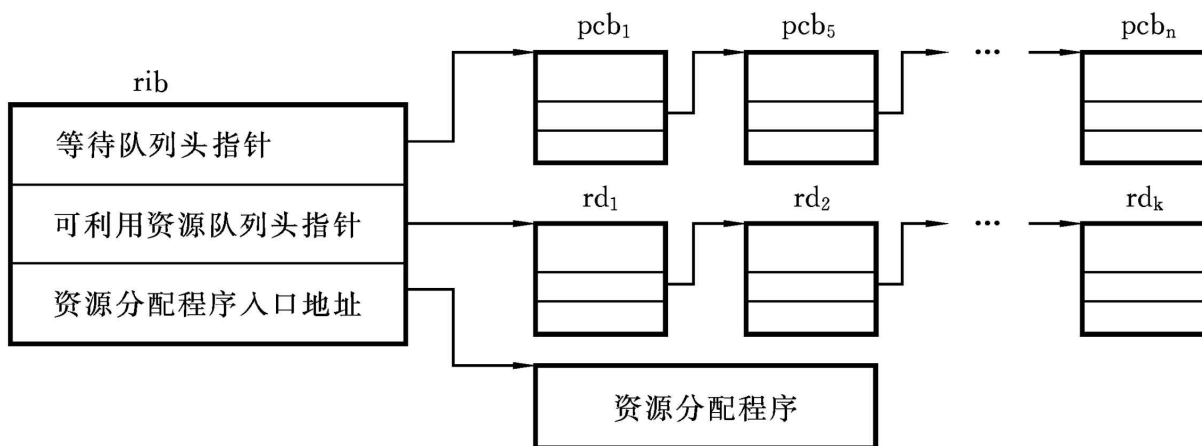 pcb₁ pcb₅ pcbₙ
rib
等待队列头指针
···
可利用资源队列头指针
rd₁ rd₂ rdₖ
···
资源分配程序入口地址
资源分配程序